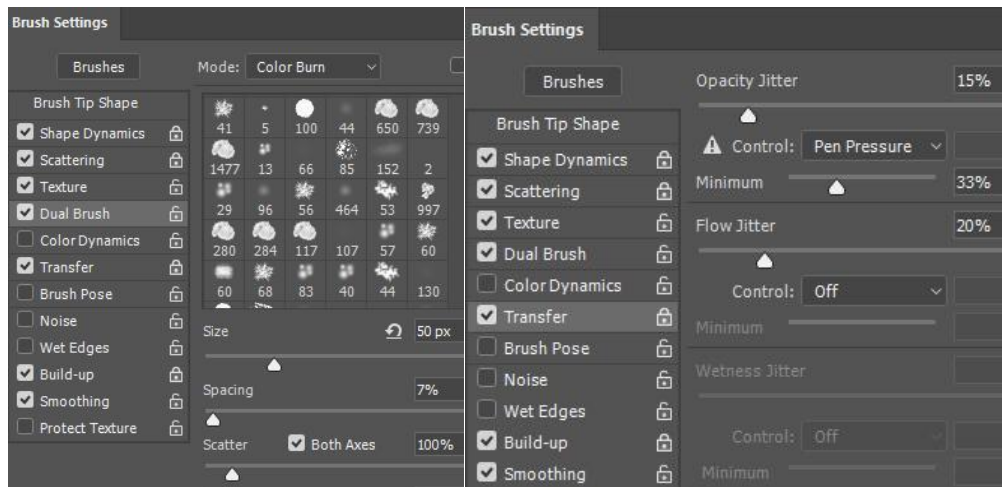 Brush Settings
Brushes
Mode: Color Burn
Brush Tip Shape
Shape Dynamics
Scattering
Texture
Dual Brush
Color Dynamics
Transfer
Brush Pose
Noise
Wet Edges
Build-up
Smoothing
Protect Texture
41 5 100 44 650 739
1477 13 66 85 152 2
29 96 56 464 53 997
280 284 117 107 57 60
60 68 83 40 44 130
Size 50 px
Spacing 7%
Scatter Both Axes 100%
Brush Settings
Brushes
Brush Tip Shape
Shape Dynamics
Scattering
Texture
Dual Brush
Color Dynamics
Transfer
Brush Pose
Noise
Wet Edges
Build-up
Smoothing
Opacity Jitter 15%
Control: Pen Pressure
Minimum 33%
Flow Jitter 20%
Control: Off
Minimum
Wetness Jitter
Control: Off
Minimum